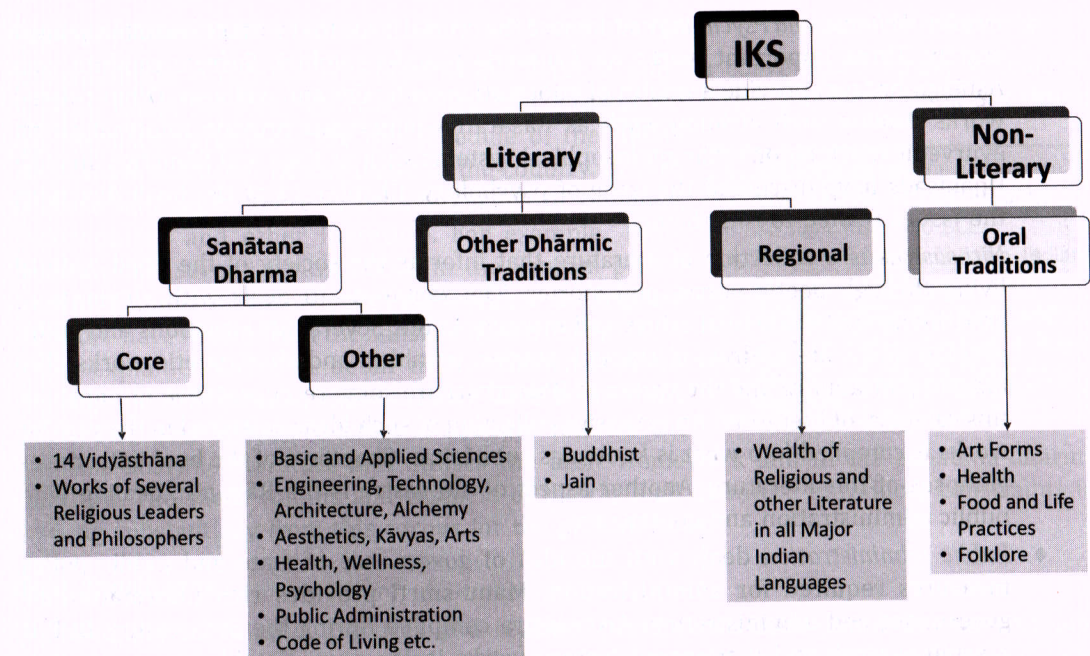 IKS
Literary
Non-
Literary
Sanātana
Dharma
Other Dhārmic
Traditions
Regional
Oral
Traditions
Core
Other
• 14 Vidyāsthāna
• Works of Several
Religious Leaders
and Philosophers
• Basic and Applied Sciences
• Engineering, Technology,
Architecture, Alchemy
• Aesthetics, Kāvyas, Arts
• Health, Wellness,
Psychology
• Public Administration
• Code of Living etc.
• Buddhist
• Jain
• Wealth of
Religious and
other Literature
in all Major
Indian
Languages
• Art Forms
• Health
• Food and Life
Practices
• Folklore